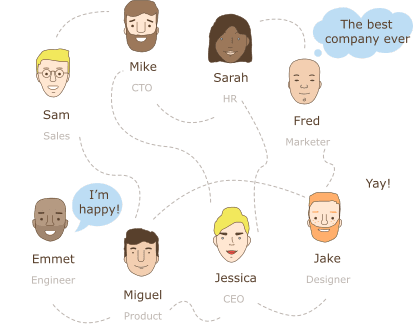 The best
company ever
Mike
CTO
Sarah
HR
Sam
Sales
Fred
Marketer
Yay!
I'm
happy!
Emmet
Engineer
Miguel
Product
Jessica
CEO
Jake
Designer